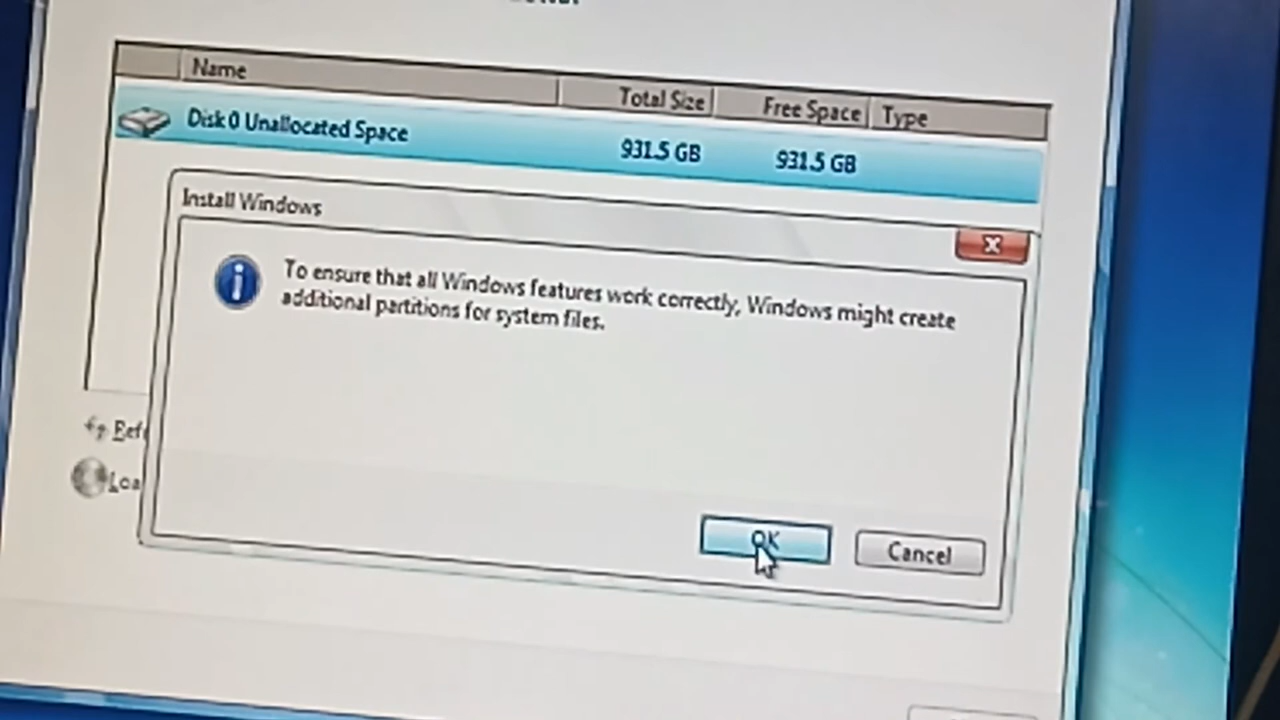 Name Total Size Free Space Type
Disk 0 Unallocated Space 931.5 GB 931.5 GB
Install Windows
To ensure that all Windows features work correctly, Windows might create
additional partitions for system files.
OK Cancel